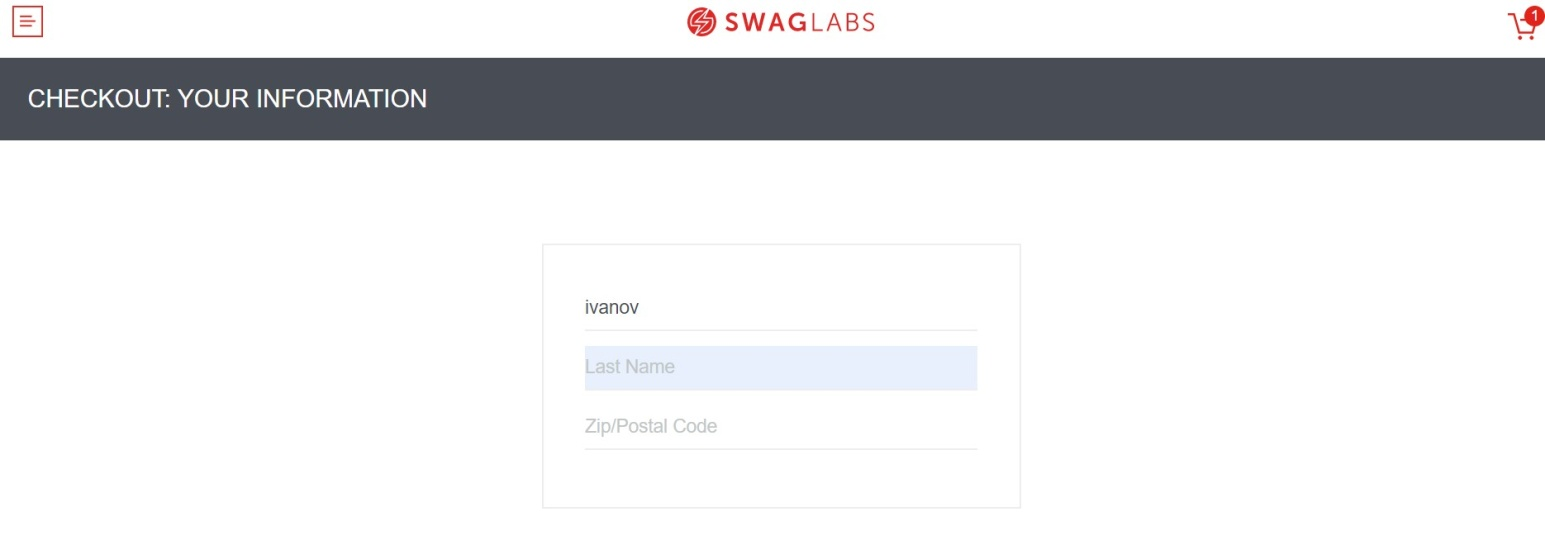 SWAGLABS
1
CHECKOUT: YOUR INFORMATION
ivanov
Last Name
Zip/Postal Code